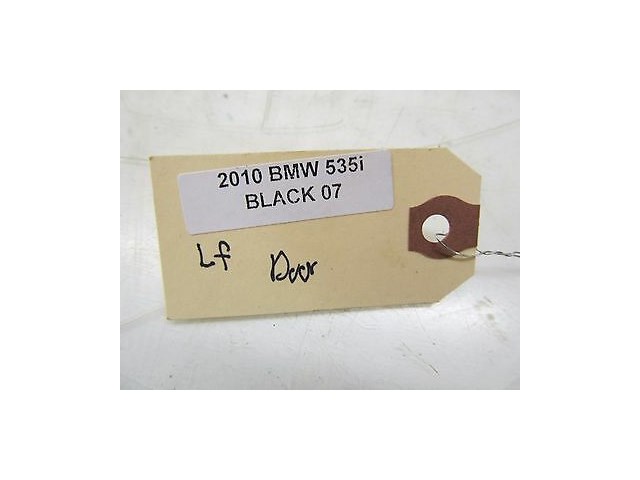 2010 BMW 535i
BLACK 07
Lf Door